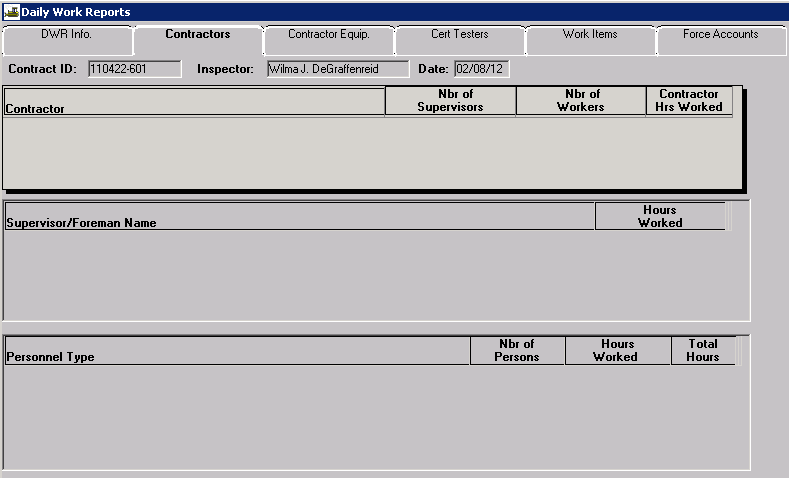 Daily Work Reports
DWR Info. Contractors Contractor Equip. Cert Testers Work Items Force Accounts
Contract ID: 110422-601 Inspector: Wilma J. DeGraffenreid Date: 02/08/12
Contractor Nbr of Supervisors Nbr of Workers Contractor Hrs Worked
Supervisor/Foreman Name Hours Worked
Personnel Type Nbr of Persons Hours Worked Total Hours